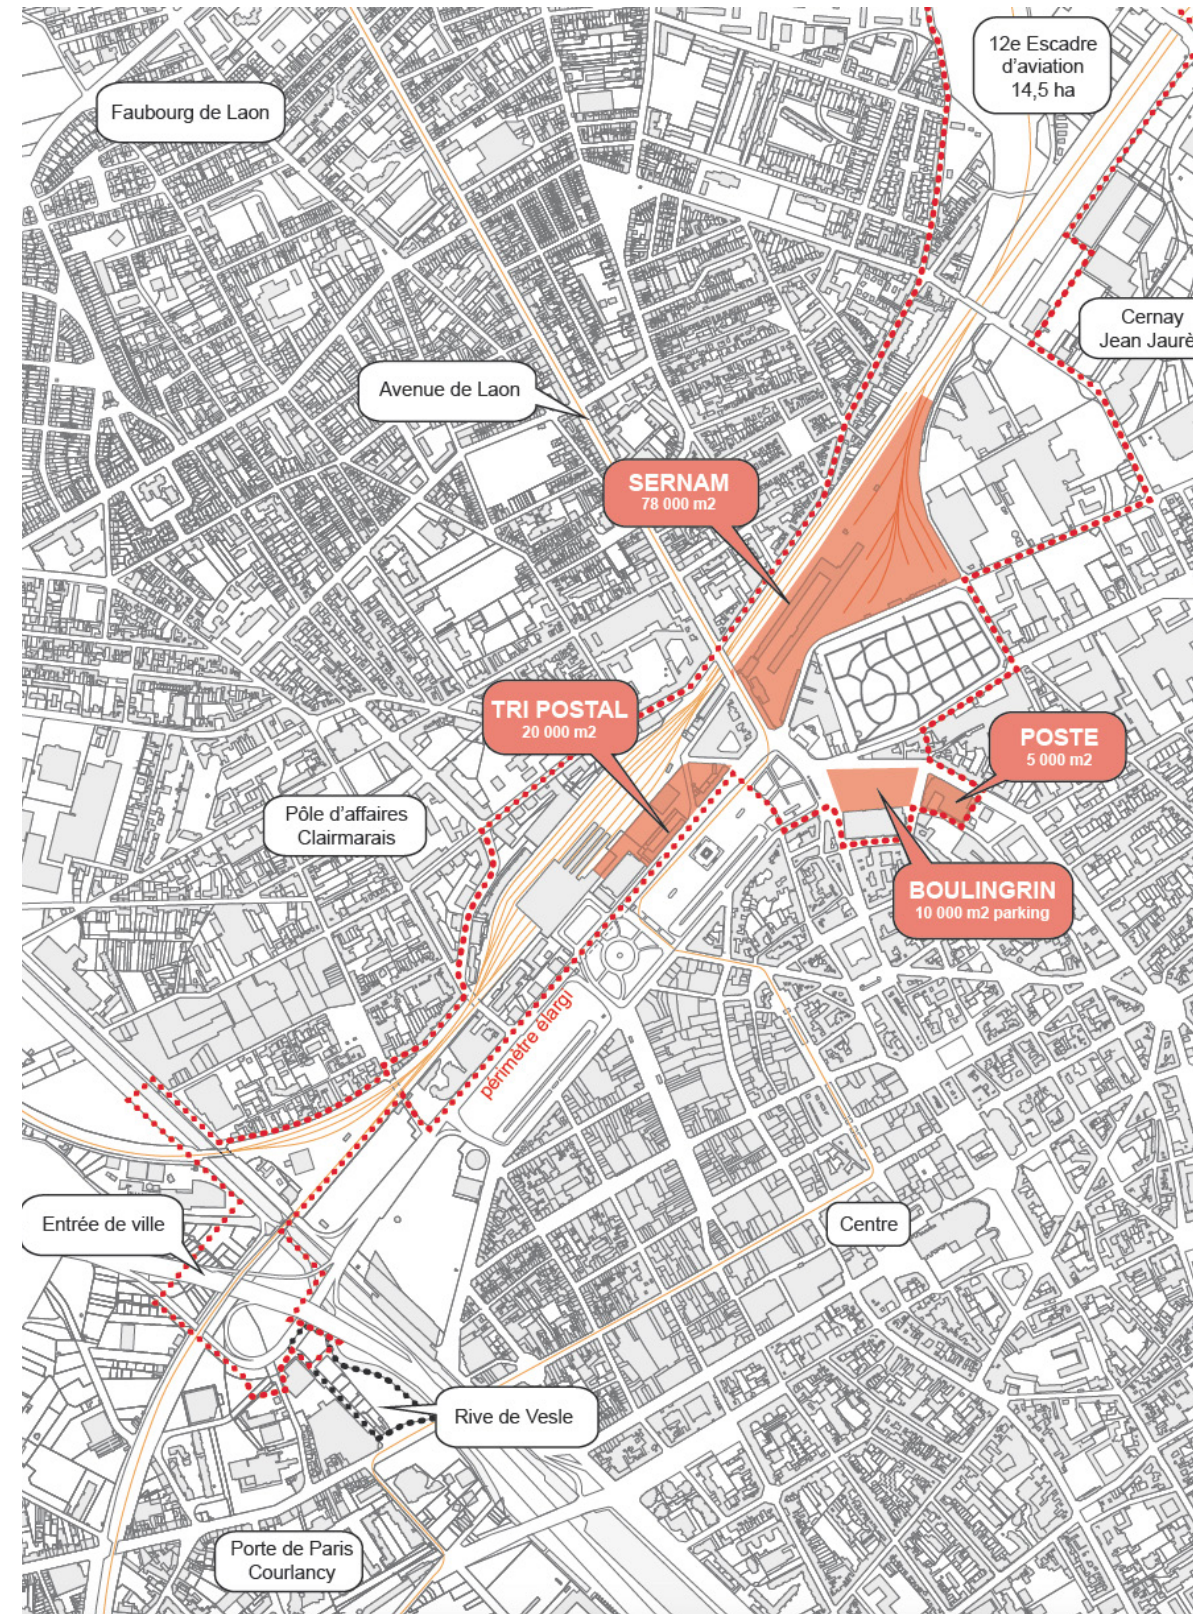 12e Escadre
d'aviation
14,5 ha
Faubourg de Laon
Cernay
Jean Jaurè
Avenue de Laon
SERNAM
78 000 m2
TRI POSTAL
20 000 m2
POSTE
5 000 m2
Pôle d'affaires
Clairmarais
BOULINGRIN
10 000 m2 parking
périmètre élargi
Entrée de ville
Centre
Rive de Vesle
Porte de Paris
Courlancy